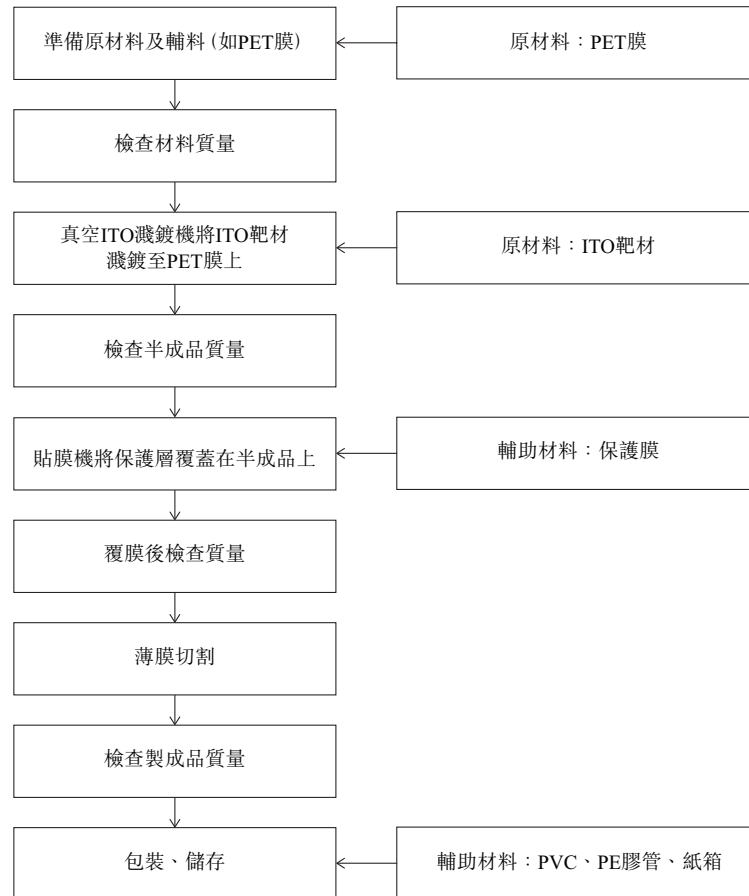 準備原材料及輔料 (如PET膜)
原材料：PET膜
檢查材料質量
真空ITO濺鍍機將ITO靶材
濺鍍至PET膜上
原材料：ITO靶材
檢查半成品質量
貼膜機將保護層覆蓋在半成品上
輔助材料：保護膜
覆膜後檢查質量
薄膜切割
檢查製成品質量
包裝、儲存
輔助材料：PVC、PE膠管、紙箱